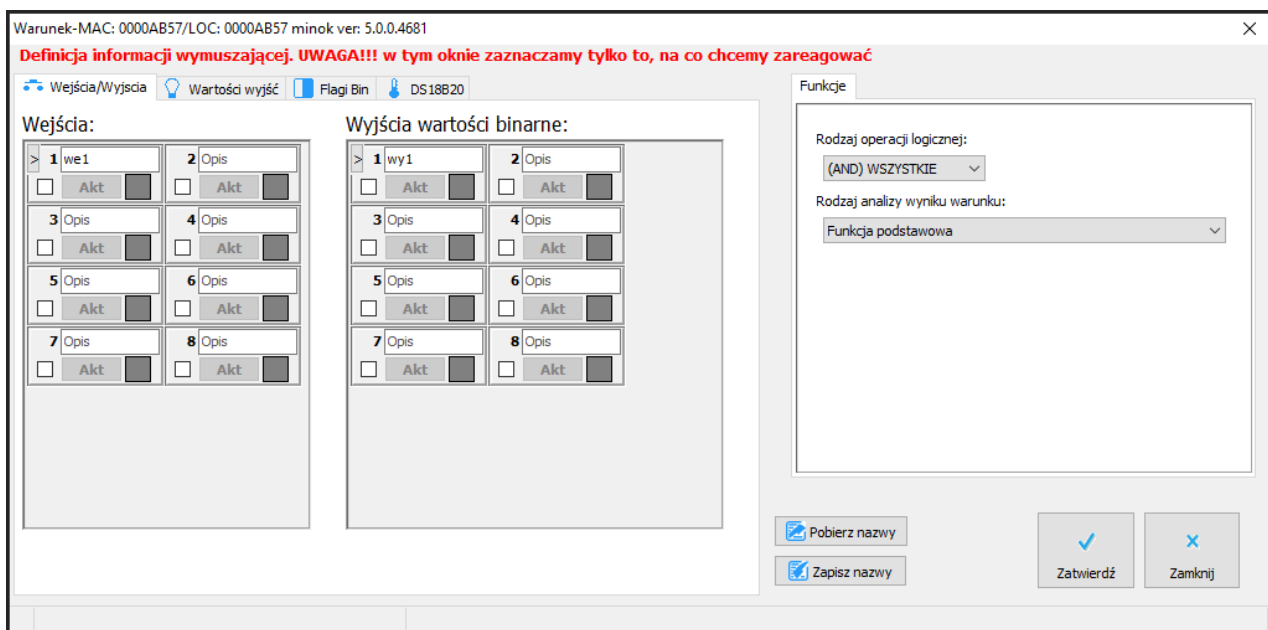 Warunek-MAC: 0000AB57/LOC: 0000AB57 minok ver: 5.0.0.4681
Definicja informacji wymuszającej. UWAGA!!! w tym oknie zaznaczamy tylko to, na co chcemy zareagować
Wejścia/Wyjscia Wartości wyjść Flagi Bin DS18B20
Wejścia:
> 1 we1 2 Opis
Akt Akt
3 Opis 4 Opis
Akt Akt
5 Opis 6 Opis
Akt Akt
7 Opis 8 Opis
Akt Akt
Wyjścia wartości binarne:
> 1 wy1 2 Opis
Akt Akt
3 Opis 4 Opis
Akt Akt
5 Opis 6 Opis
Akt Akt
7 Opis 8 Opis
Akt Akt
Funkcje
Rodzaj operacji logicznej:
(AND) WSZYSTKIE
Rodzaj analizy wyniku warunku:
Funkcja podstawowa
Pobierz nazwy
Zapisz nazwy
Zatwierdź
Zamknij